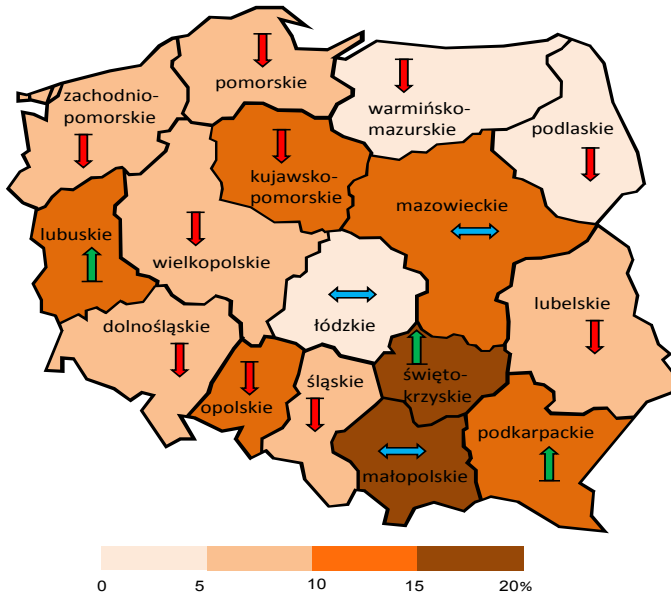 pomorskie
zachodnio-
pomorskie
warmińsko-
mazurskie
podlaskie
kujawsko-
pomorskie
mazowieckie
lubuskie
wielkopolskie
lubelskie
dolnośląskie
łódzkie
śląskie
święto-
krzyskie
opolskie
podkarpackie
małopolskie
0 5 10 15 20%